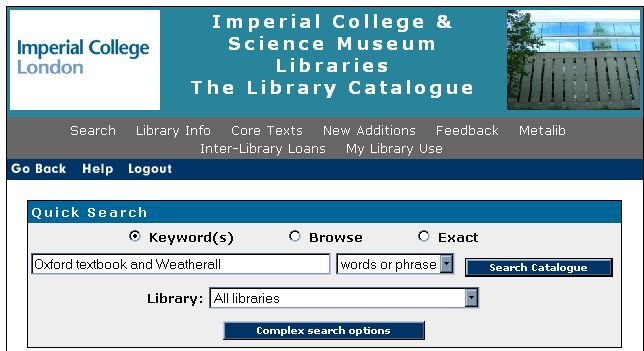 Imperial College
London
Imperial College &
Science Museum
Libraries
The Library Catalogue
Search Library Info Core Texts New Additions Feedback Metalib
Inter-Library Loans My Library Use
Go Back Help Logout
Quick Search
Keyword(s) Browse Exact
Oxford textbook and Weatherall words or phrase Search Catalogue
Library: All libraries
Complex search options